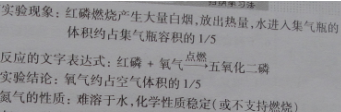 实验现象：红磷燃烧产生大量白烟，放出热量，水进入集气瓶的
体积约占集气瓶容积的1/5
反应的文字表达式：红磷＋氧气 点燃→ 五氧化二磷
实验结论：氧气约占空气体积的1/5
氮气的性质：难溶于水，化学性质稳定(或不支持燃烧)